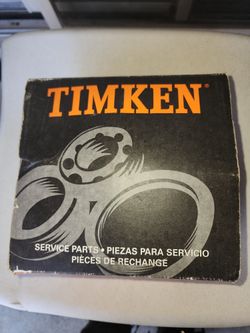 TIMKEN
SERVICE PARTS • PIEZAS PARA SERVICIO
PIÈCES DE RECHANGE